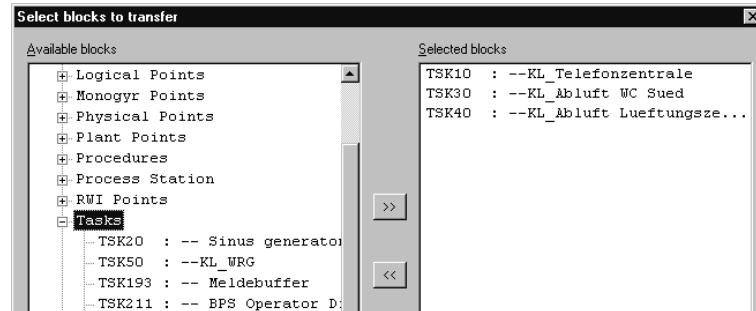 Select blocks to transfer
Available blocks
Logical Points
Monogyr Points
Physical Points
Plant Points
Procedures
Process Station
RWI Points
Tasks
TSK20 : -- Sinus generator
TSK50 : --KL_WRG
TSK193 : -- Meldebuffer
TSK211 : -- BPS Operator D
>>
<<
Selected blocks
TSK10 : --KL_Telefonzentrale
TSK30 : --KL_Abluft WC Sued
TSK40 : --KL_Abluft Lueftungsze...